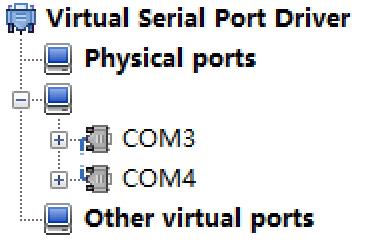 Virtual Serial Port Driver
Physical ports
COM3
COM4
Other virtual ports